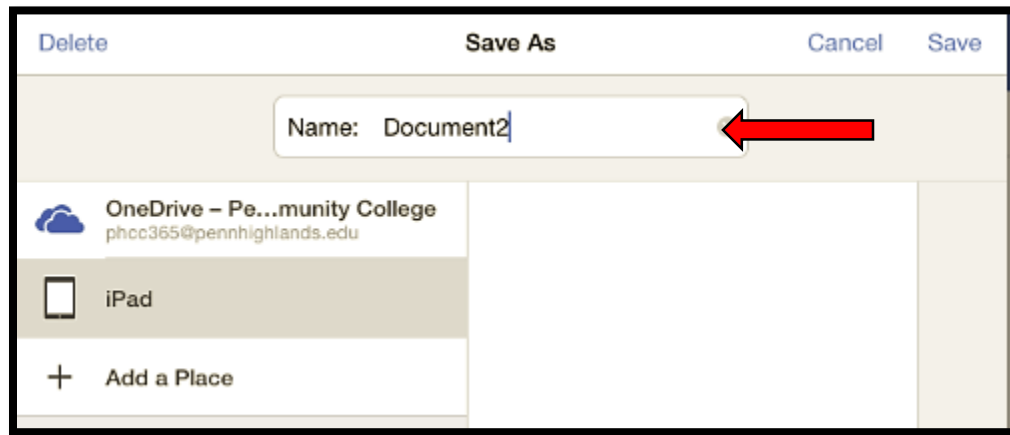 Delete Save As Cancel Save
Name: Document2
OneDrive – Pe...munity College
phcc365@pennhighlands.edu
iPad
Add a Place